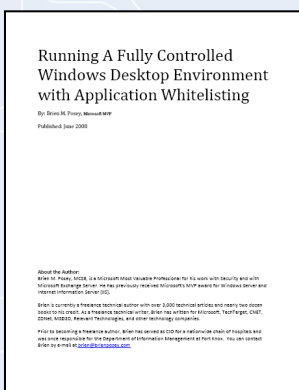 Running A Fully Controlled
Windows Desktop Environment
with Application Whitelisting
By: Brien M. Posey, Microsoft MVP
Published: June 2008
About the Author:
Brien M. Posey, MCSE, is a Microsoft Most Valuable Professional for his work with Security and with
Microsoft Exchange Server. He has previously received Microsoft's MVP award for Windows Server and
Internet Information Server (IIS).
Brien is currently a freelance technical author with over 3,000 technical articles and nearly two dozen
books to his credit. As a freelance technical writer, Brien has written for Microsoft, TechTarget, CNET,
ZDNet, MSD2D, Relevant Technologies, and other technology companies.
Prior to becoming a freelance author, Brien has served as CIO for a nationwide chain of hospitals and
was once responsible for the Department of Information Management at Fort Knox. You can contact
Brien by e-mail at brien@brienposey.com